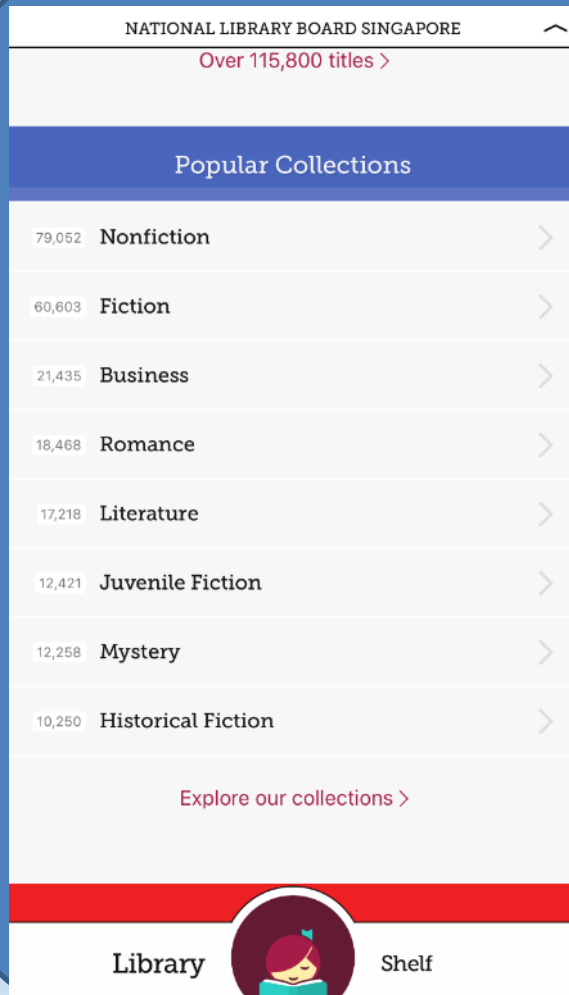 NATIONAL LIBRARY BOARD SINGAPORE
Over 115,800 titles >
Popular Collections
79,052 Nonfiction
60,603 Fiction
21,435 Business
18,468 Romance
17,218 Literature
12,421 Juvenile Fiction
12,258 Mystery
10,250 Historical Fiction
Explore our collections >
Library Shelf